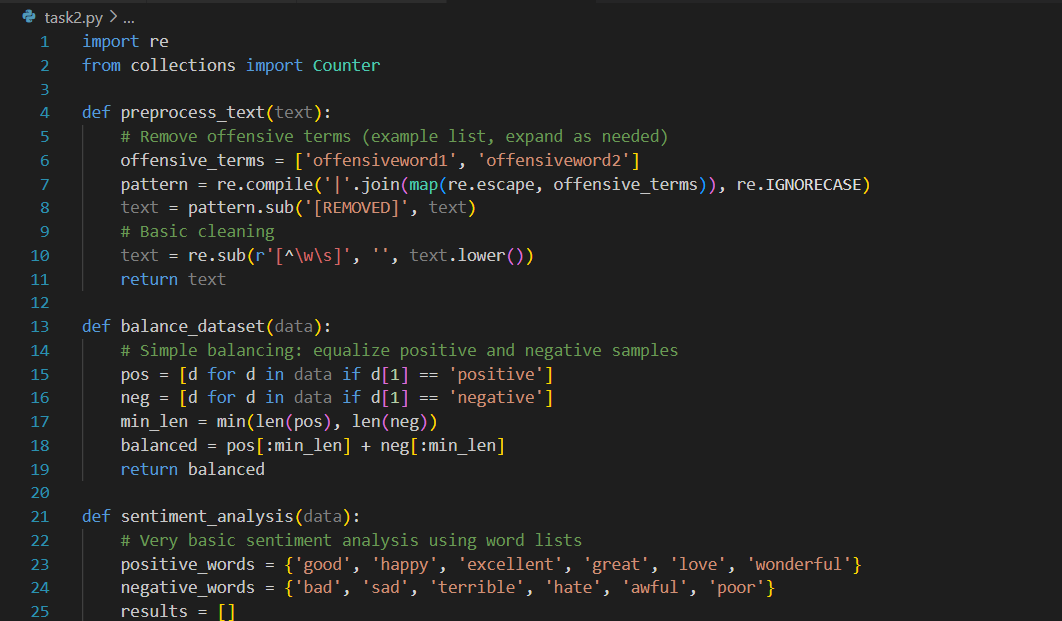 task2.py > ...
1 import re
2 from collections import Counter
3
4 def preprocess_text(text):
5     # Remove offensive terms (example list, expand as needed)
6     offensive_terms = ['offensiveword1', 'offensiveword2']
7     pattern = re.compile('|'.join(map(re.escape, offensive_terms)), re.IGNORECASE)
8     text = pattern.sub('[REMOVED]', text)
9     # Basic cleaning
10     text = re.sub(r'[^\w\s]', '', text.lower())
11     return text
12
13 def balance_dataset(data):
14     # Simple balancing: equalize positive and negative samples
15     pos = [d for d in data if d[1] == 'positive']
16     neg = [d for d in data if d[1] == 'negative']
17     min_len = min(len(pos), len(neg))
18     balanced = pos[:min_len] + neg[:min_len]
19     return balanced
20
21 def sentiment_analysis(data):
22     # Very basic sentiment analysis using word lists
23     positive_words = {'good', 'happy', 'excellent', 'great', 'love', 'wonderful'}
24     negative_words = {'bad', 'sad', 'terrible', 'hate', 'awful', 'poor'}
25     results = []